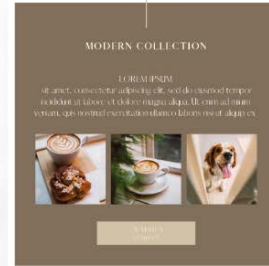 MODERN COLLECTION
LOREM IPSUM
sit amet, consectetur adipiscing elit, sed do eiusmod tempor
incididunt ut labore et dolore magna aliqua. Ut enim ad minim
veniam, quis nostrud exercitation ullamco laboris nisi ut aliquip ex